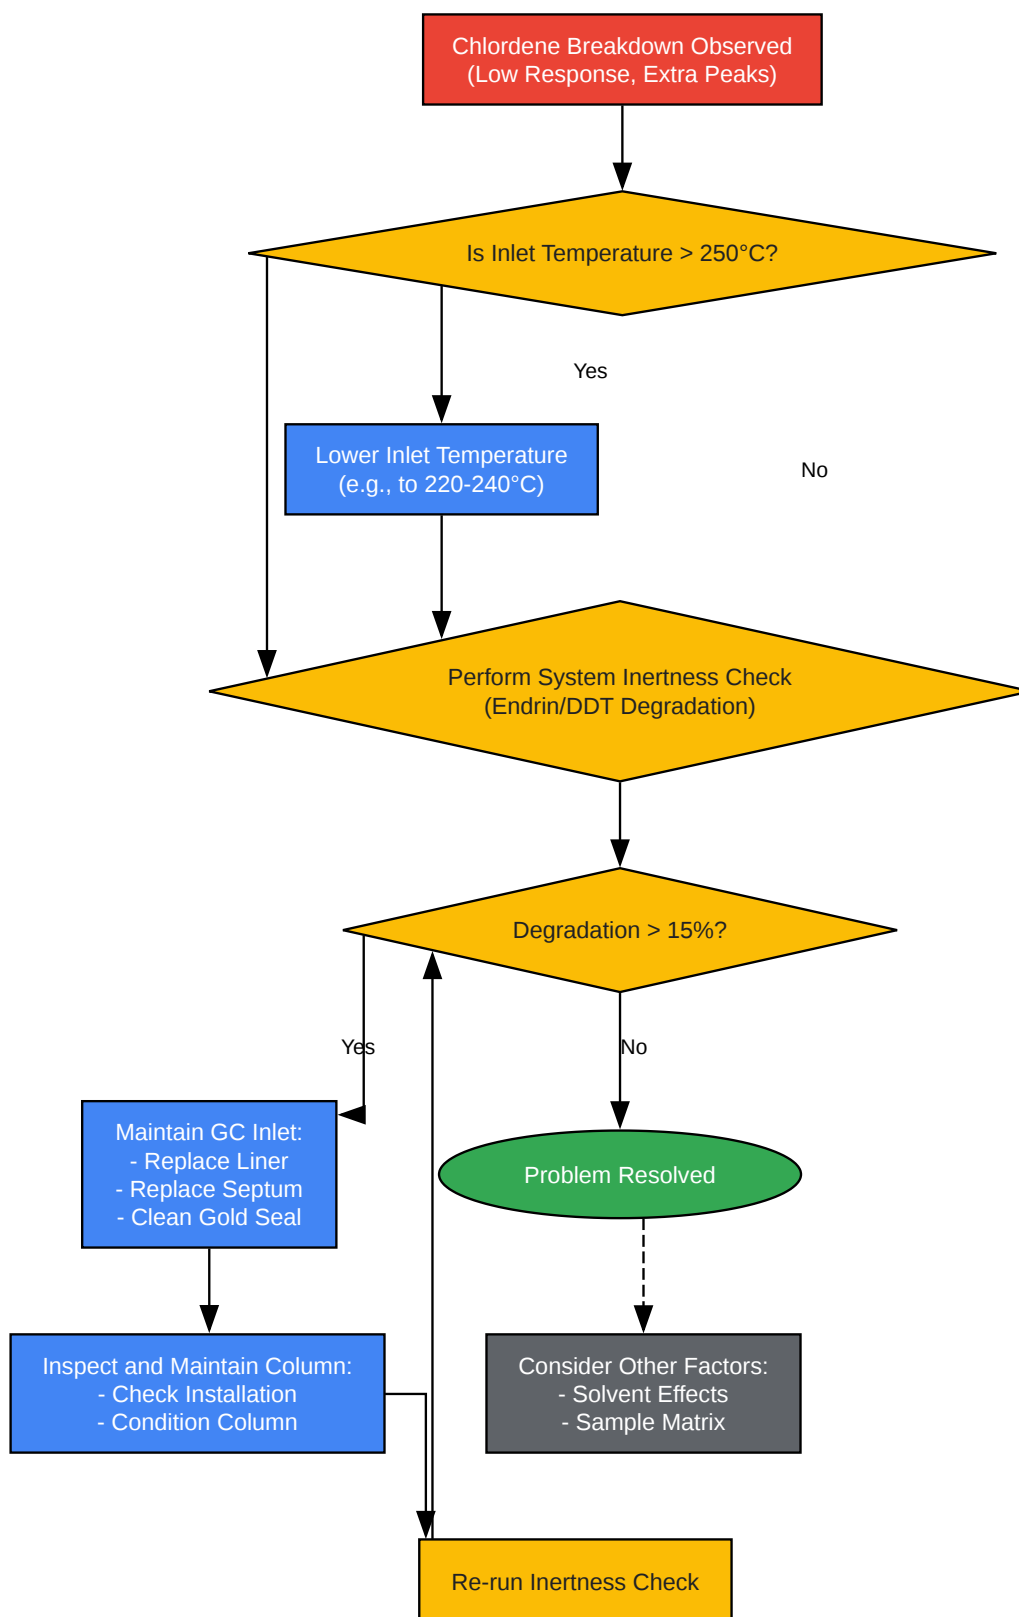 Chlordene Breakdown Observed
(Low Response, Extra Peaks)
Is Inlet Temperature > 250°C?
Yes
Lower Inlet Temperature
(e.g., to 220-240°C)
No
Perform System Inertness Check
(Endrin/DDT Degradation)
Degradation > 15%?
Yes
No
Maintain GC Inlet:
- Replace Liner
- Replace Septum
- Clean Gold Seal
Problem Resolved
Inspect and Maintain Column:
- Check Installation
- Condition Column
Consider Other Factors:
- Solvent Effects
- Sample Matrix
Re-run Inertness Check